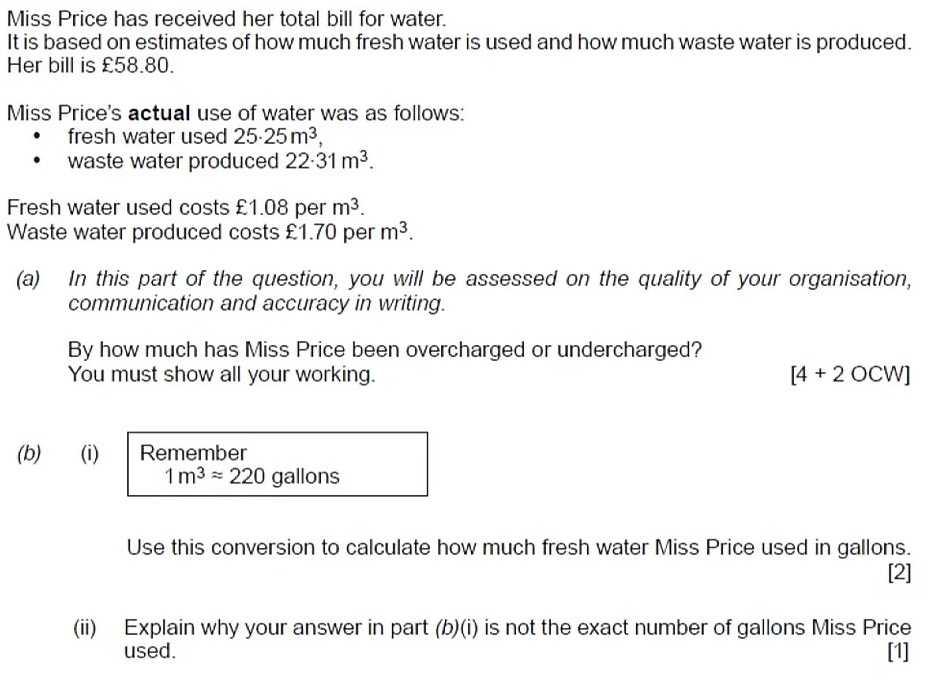 Miss Price has received her total bill for water.
It is based on estimates of how much fresh water is used and how much waste water is produced.
Her bill is £58.80.
Miss Price's actual use of water was as follows:
• fresh water used 25·25 m³,
• waste water produced 22·31 m³.
Fresh water used costs £1.08 per m³.
Waste water produced costs £1.70 per m³.
(a) In this part of the question, you will be assessed on the quality of your organisation,
communication and accuracy in writing.
By how much has Miss Price been overcharged or undercharged?
You must show all your working. [4 + 2 OCW]
(b) (i) Remember
1 m³ ≈ 220 gallons
Use this conversion to calculate how much fresh water Miss Price used in gallons.
[2]
(ii) Explain why your answer in part (b)(i) is not the exact number of gallons Miss Price
used. [1]